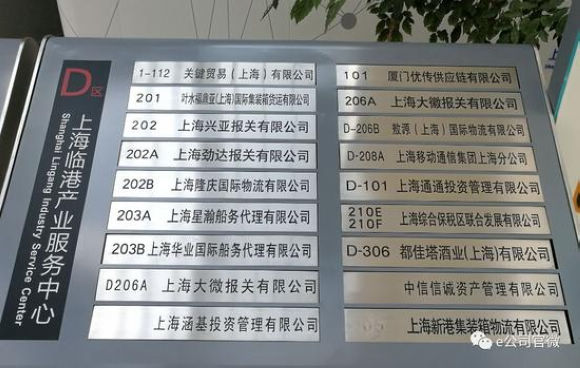 D区
上海临港产业服务中心
Shanghai Lingang Industry Service Center
1-112 关键贸易(上海)有限公司
201 叶水福鼎亚(上海)国际集装箱货运有限公司
202 上海兴亚报关有限公司
202A 上海劲达报关有限公司
202B 上海隆庆国际物流有限公司
203A 上海星瀚船务代理有限公司
203B 上海华业国际船务代理有限公司
D206A 上海大微报关有限公司
上海涵基投资管理有限公司
101 厦门优传供应链有限公司
206A 上海大微报关有限公司
D-206B 敖源(上海)国际物流有限公司
D-208A 上海移动通信集团上海分公司
D-101 上海通通投资管理有限公司
210E
210F 上海综合保税区联合发展有限公司
D-306 都佳塔酒业(上海)有限公司
中信信诚资产管理有限公司
上海新港集装箱物流有限公司
e公司官微